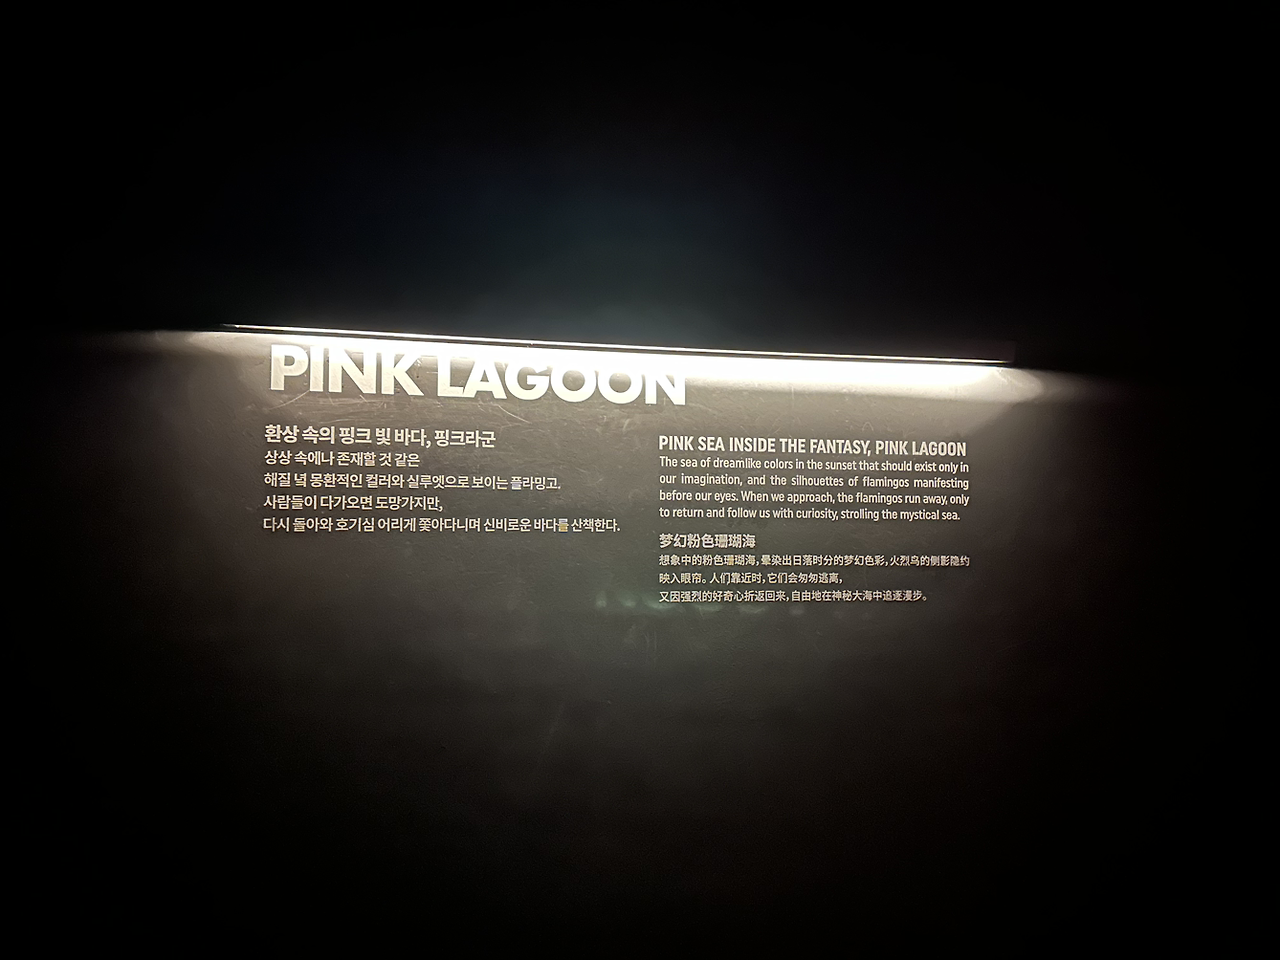 PINK LAGOON
환상 속의 핑크 빛 바다, 핑크라군
상상 속에나 존재할 것 같은
해질 녘 몽환적인 컬러와 실루엣으로 보이는 플라밍고.
사람들이 다가오면 도망가지만,
다시 돌아와 호기심 어리게 쫓아다니며 신비로운 바다를 산책한다.
PINK SEA INSIDE THE FANTASY, PINK LAGOON
The sea of dreamlike colors in the sunset that should exist only in
our imagination, and the silhouettes of flamingos manifesting
before our eyes. When we approach, the flamingos run away, only
to return and follow us with curiosity, strolling the mystical sea.
梦幻粉色珊瑚海
想象中的粉色珊瑚海，晕染出日落时分的梦幻色彩，火烈鸟的侧影隐约
映入眼帘。人们靠近时，它们会匆匆逃离，
又因强烈的好奇心折返回来，自由地在神秘大海中追逐漫步。